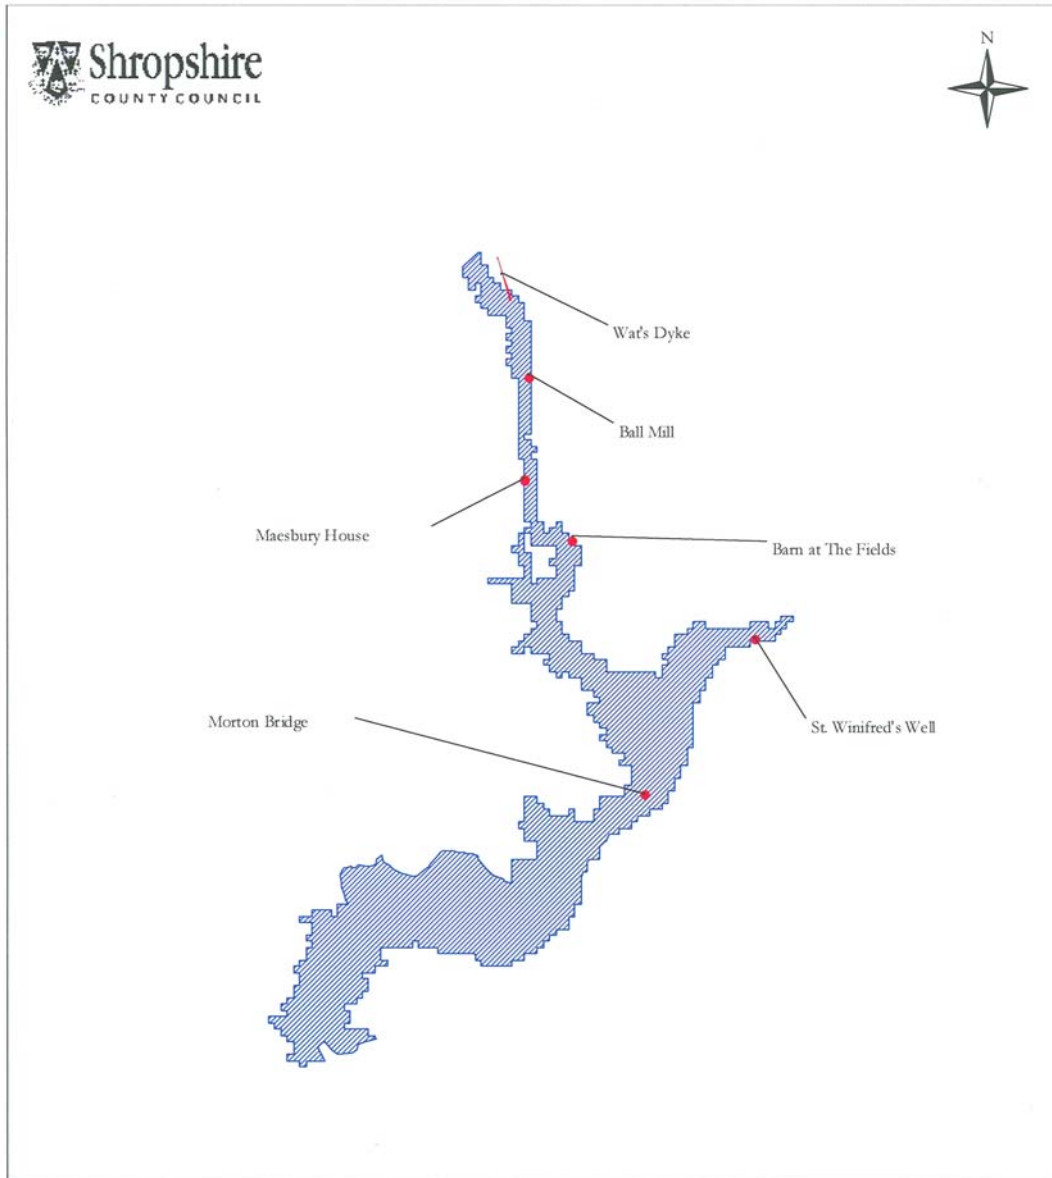 Shropshire
COUNTY COUNCIL
N
Wat's Dyke
Ball Mill
Maesbury House
Barn at The Fields
Morton Bridge
St. Winifred's Well